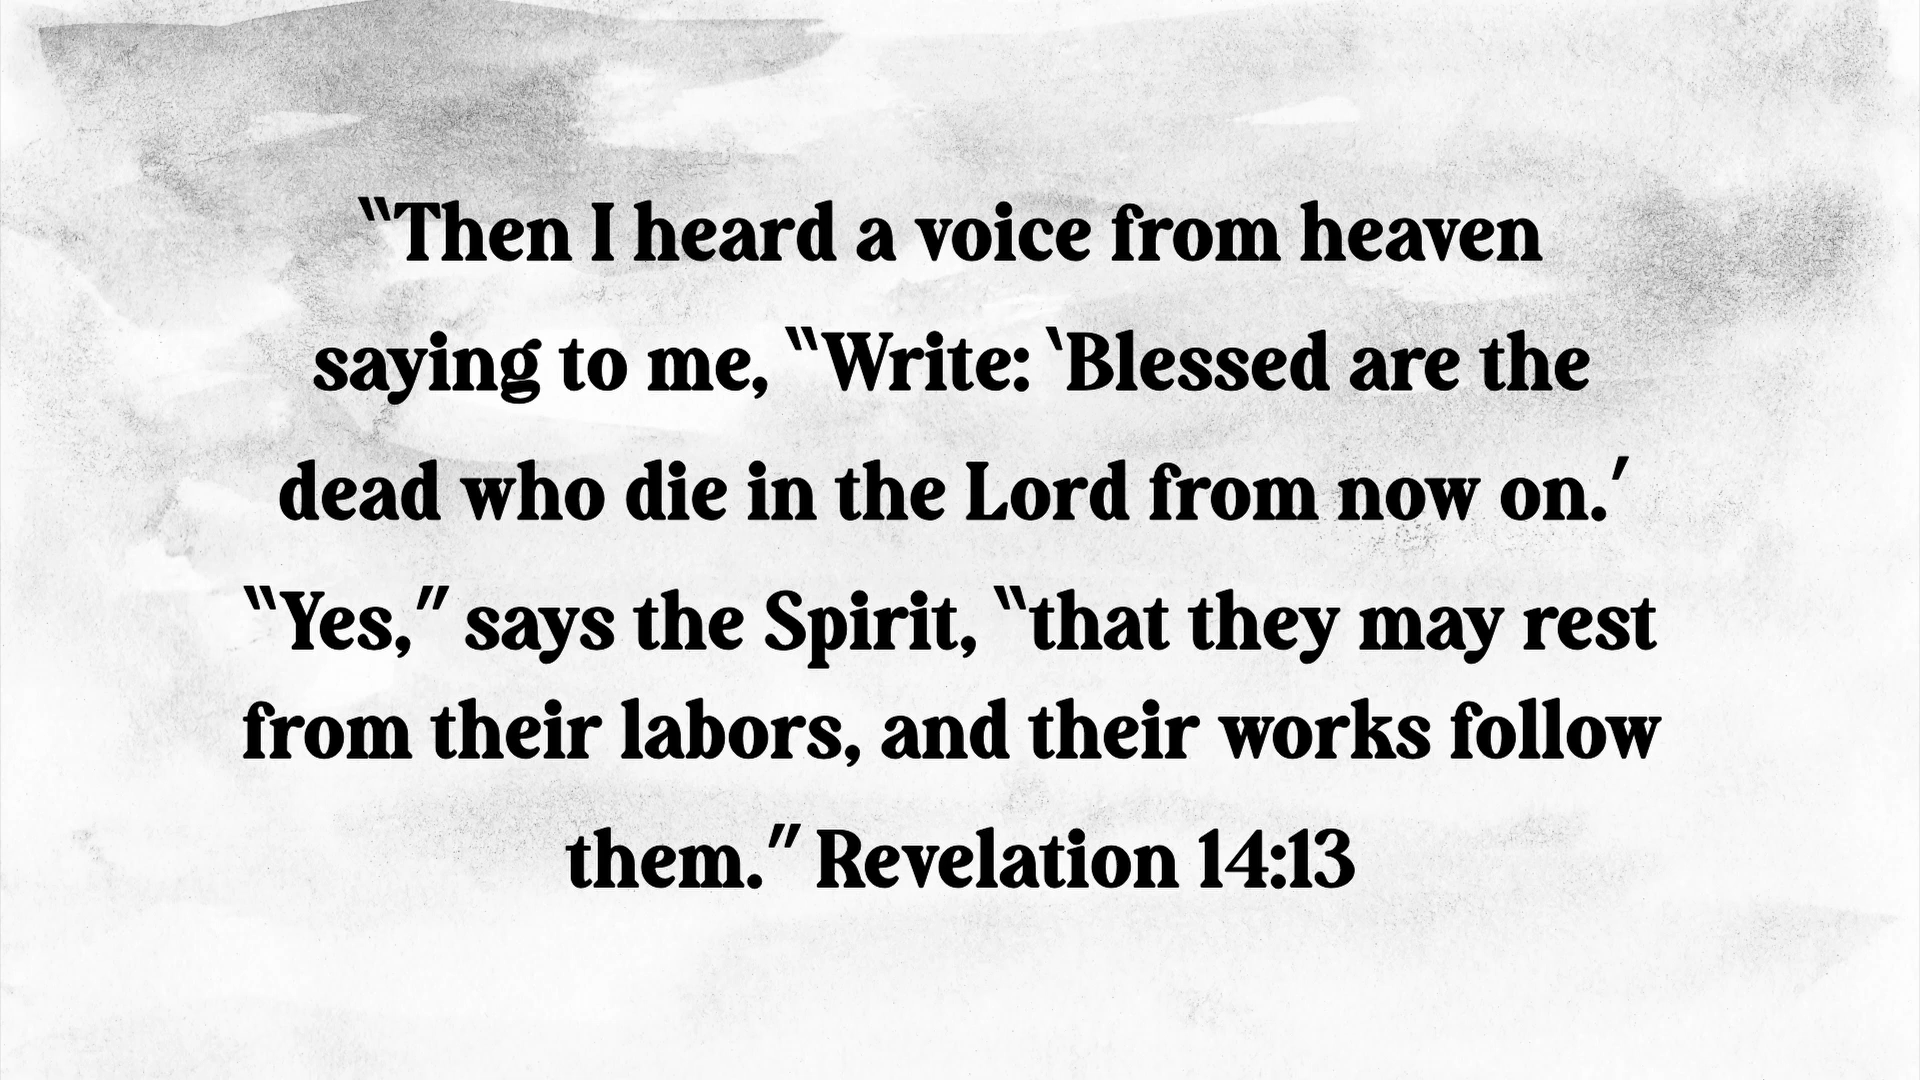 “Then I heard a voice from heaven
saying to me, “Write: ‘Blessed are the
dead who die in the Lord from now on.’
“Yes,” says the Spirit, “that they may rest
from their labors, and their works follow
them.” Revelation 14:13